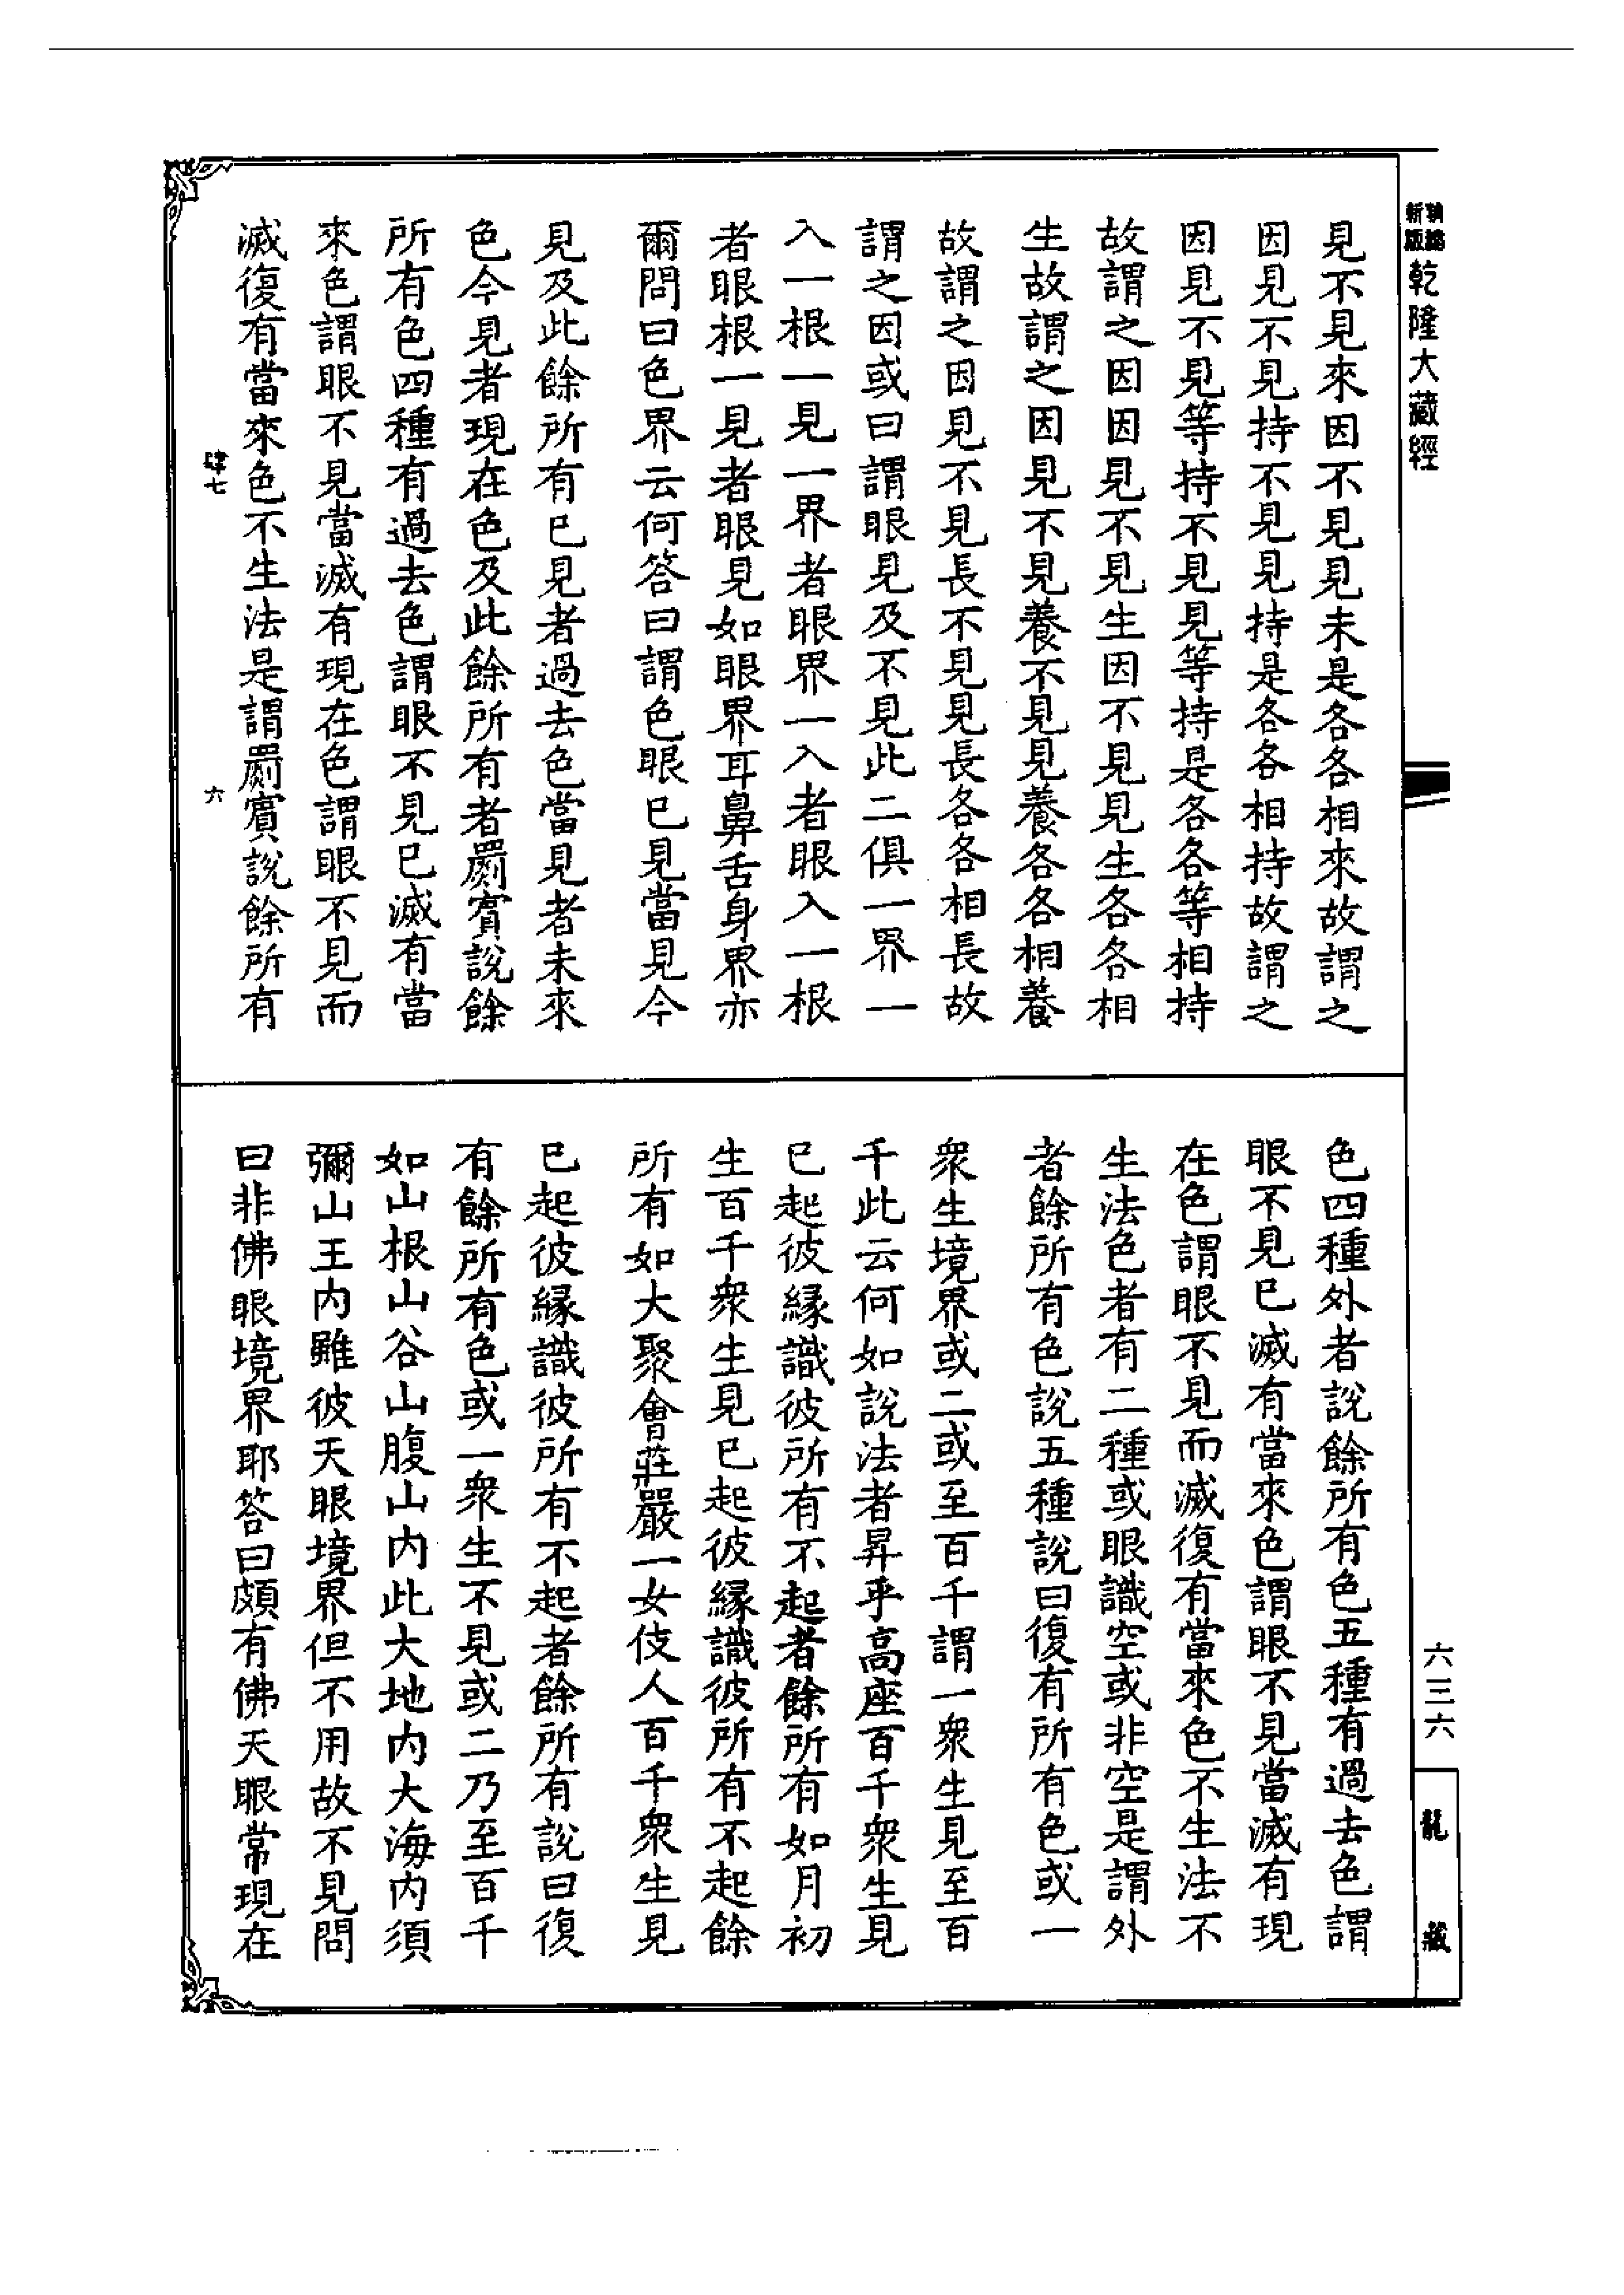 新版
乾隆大藏經
見不見來因不見見未是各各相來故謂之
因見不見持不見見持是各各相持故謂之
因見不見等持不見見等持是各各等相持
故謂之因因見不見生因不見見生各各相
生故謂之因見不見養不見見養各各相養
故謂之因見不見長不見見長各各相長故
謂之因或曰謂眼見及不見此二俱一界一
入一根一見一界者眼界一入者眼入一根
者眼根一見者眼見如眼界耳鼻舌身界亦
爾問曰色界云何答曰謂色眼已見當見今
見及此餘所有已見者過去色當見者未來
色今見者現在色及此餘所有者罽賓說餘
所有色四種有過去色謂眼不見已滅有當
來色謂眼不見當滅有現在色謂眼不見而
滅復有當來色不生法是謂罽賓說餘所有
肆七
六
色四種外者說餘所有色五種有過去色謂
眼不見已滅有當來色謂眼不見當滅有現
在色謂眼不見而滅復有當來色不生法不
生法色者有二種或眼識空或非空是謂外
者餘所有色說五種說曰復有所有色或一
衆生境界或二或至百千謂一衆生見至百
千此云何如說法者昇乎高座百千衆生見
已起彼緣識彼所有不起者餘所有如月初
生百千衆生見已起彼緣識彼所有不起餘
所有如大聚會莊嚴一女伎人百千衆生見
已起彼緣識彼所有不起者餘所有說曰復
有餘所有色或一衆生不見或二乃至百千
如山根山谷山腹山內此大地內大海內須
彌山王內雖彼天眼境界但不用故不見問
曰非佛眼境界耶答曰頗有佛天眼常現在
六三六
龍藏